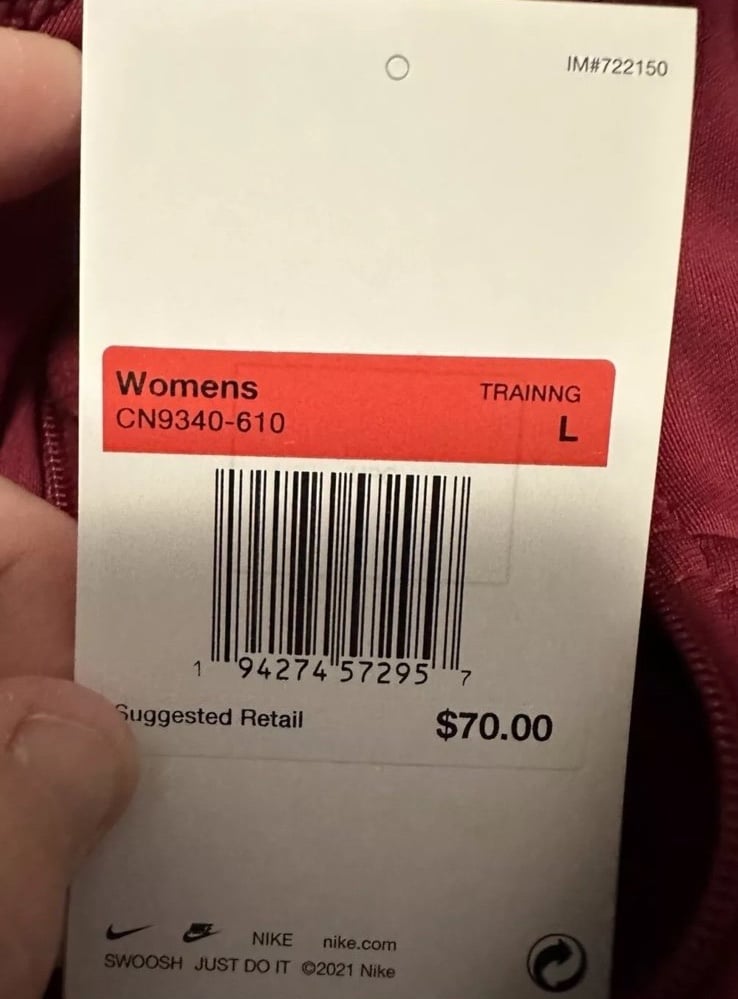 IM#722150
Womens TRAINNG
CN9340-610 L
1 94274 57295 7
Suggested Retail $70.00
NIKE nike.com
SWOOSH JUST DO IT ©2021 Nike